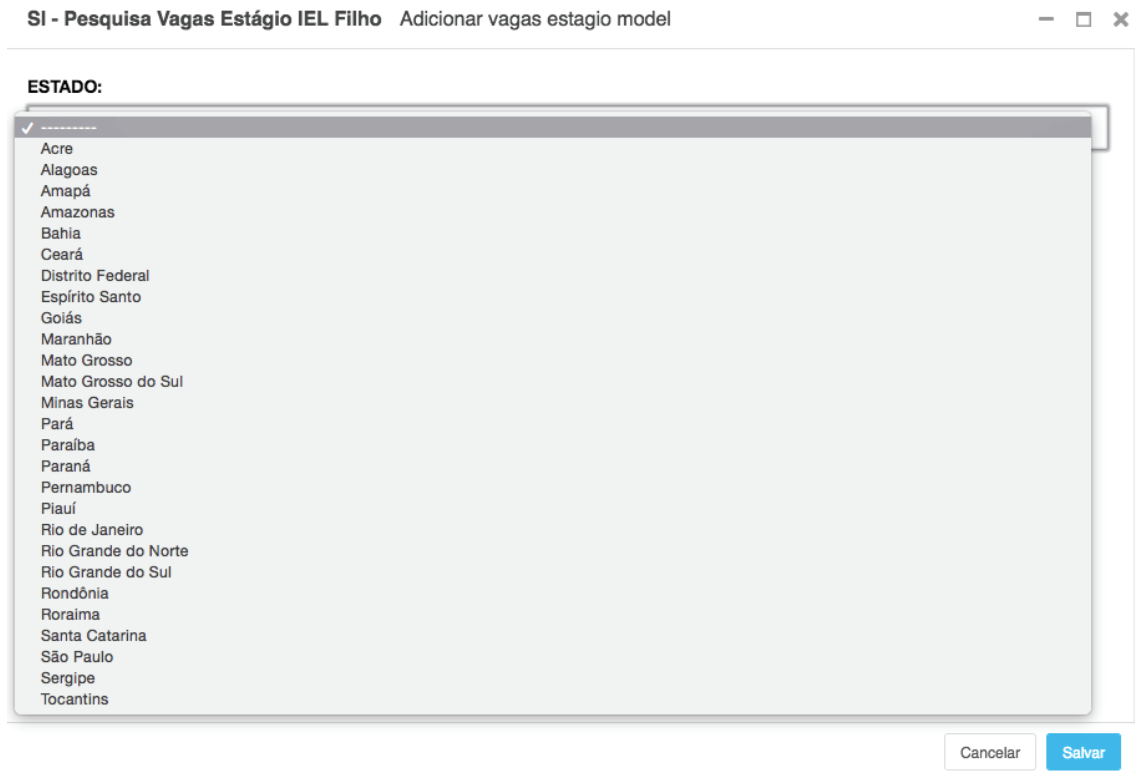 SI - Pesquisa Vagas Estágio IEL Filho Adicionar vagas estagio model
ESTADO:
---------
Acre
Alagoas
Amapá
Amazonas
Bahia
Ceará
Distrito Federal
Espírito Santo
Goiás
Maranhão
Mato Grosso
Mato Grosso do Sul
Minas Gerais
Pará
Paraíba
Paraná
Pernambuco
Piauí
Rio de Janeiro
Rio Grande do Norte
Rio Grande do Sul
Rondônia
Roraima
Santa Catarina
São Paulo
Sergipe
Tocantins
Cancelar Salvar